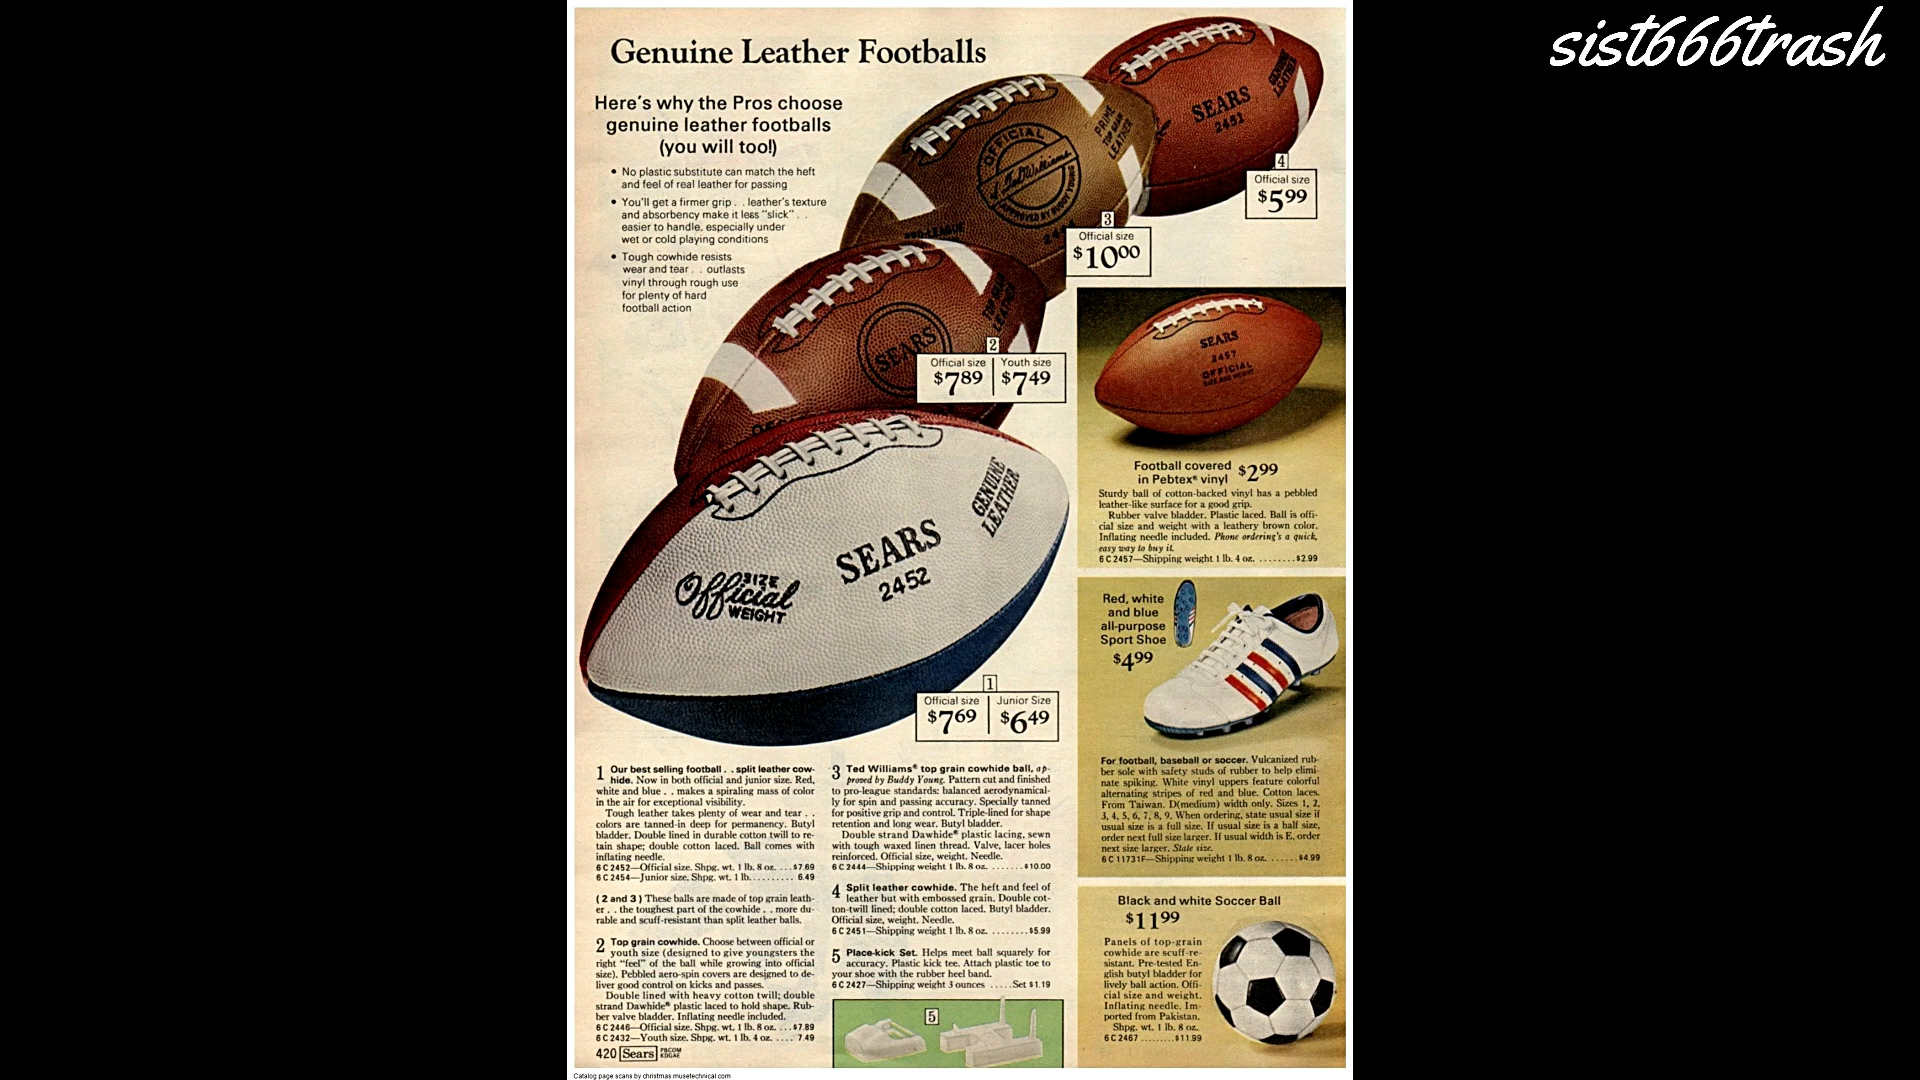 sist666trash
Genuine Leather Footballs
Here's why the Pros choose
genuine leather footballs
(you will too!)
• No plastic substitute can match the heft
and feel of real leather for passing
• You'll get a firmer grip . . leather's texture
and absorbency make it less "slick" . .
easier to handle, especially under
wet or cold playing conditions
• Tough cowhide resists
wear and tear . . outlasts
vinyl through rough use
for plenty of hard
football action
GENUINE
LEATHER
SEARS
2451
4
Official size
$5.99
PRIME
TOP GRAIN
LEATHER
OFFICIAL
Ted Williams
APPROVED BY BUDDY YOUNG
3
Official size
$10.00
SEARS
2
Official size
$7.89
Youth size
$7.49
GENUINE
LEATHER
SEARS
2452
Official
SIZE
WEIGHT
1
Official size
$7.69
Junior Size
$6.49
SEARS
2457
OFFICIAL
SIZE AND WEIGHT
Football covered
in Pebtex® vinyl $2.99
Sturdy ball of cotton-backed vinyl has a pebbled
leather-like surface for a good grip.
Rubber valve bladder. Plastic laced. Ball is offi-
cial size and weight with a leathery brown color.
Inflating needle included. Phone ordering's a quick,
easy way to buy it.
6 C 2457—Shipping weight 1 lb. 4 oz. ........$2.99
Red, white
and blue
all-purpose
Sport Shoe
$4.99
For football, baseball or soccer. Vulcanized rub-
ber sole with safety studs of rubber to help elimi-
nate spiking. White vinyl uppers feature colorful
alternating stripes of red and blue. Cotton laces.
From Taiwan. D(medium) width only. Sizes 1, 2,
3, 4, 5, 6, 7, 8, 9. When ordering, state usual size if
usual size is a full size. If usual size is a half size,
order next full size larger. If usual width is E, order
next size larger. State size.
6 C 11731F—Shipping weight 1 lb. 8 oz. ......$4.99
Black and white Soccer Ball
$11.99
Panels of top-grain
cowhide are scuff-re-
sistant. Pre-tested En-
glish butyl bladder for
lively ball action. Offi-
cial size and weight.
Inflating needle. Im-
ported from Pakistan.
Shpg. wt. 1 lb. 8 oz.
6 C 2467 .........$11.99
1 Our best selling football . . split leather cow-
hide. Now in both official and junior size. Red,
white and blue . . makes a spiraling mass of color
in the air for exceptional visibility.
Tough leather takes plenty of wear and tear . .
colors are tanned-in deep for permanency. Butyl
bladder. Double lined in durable cotton twill to re-
tain shape; double cotton laced. Ball comes with
inflating needle.
6 C 2452—Official size. Shpg. wt. 1 lb. 8 oz. ...$7.69
6 C 2454—Junior size. Shpg. wt. 1 lb.......... 6.49
(2 and 3) These balls are made of top grain leath-
er . . the toughest part of the cowhide . . more du-
rable and scuff-resistant than split leather balls.
2 Top grain cowhide. Choose between official or
youth size (designed to give youngsters the
right "feel" of the ball while growing into official
size). Pebbled aero-spin covers are designed to de-
liver good control on kicks and passes.
Double lined with heavy cotton twill; double
strand Dawhide® plastic laced to hold shape. Rub-
ber valve bladder. Inflating needle included.
6 C 2446—Official size. Shpg. wt. 1 lb. 8 oz. ...$7.89
6 C 2432—Youth size. Shpg. wt. 1 lb. 4 oz. .... 7.49
420 Sears PBCOM
KDGAE
3 Ted Williams® top grain cowhide ball, ap-
proved by Buddy Young. Pattern cut and finished
to pro-league standards: balanced aerodynamical-
ly for spin and passing accuracy. Specially tanned
for positive grip and control. Triple-lined for shape
retention and long wear. Butyl bladder.
Double strand Dawhide® plastic lacing, sewn
with tough waxed linen thread. Valve, lacer holes
reinforced. Official size, weight. Needle.
6 C 2444—Shipping weight 1 lb. 8 oz. .......$10.00
4 Split leather cowhide. The heft and feel of
leather but with embossed grain. Double cot-
ton-twill lined; double cotton laced. Butyl bladder.
Official size, weight. Needle.
6 C 2451—Shipping weight 1 lb. 8 oz. ........$5.99
5 Place-kick Set. Helps meet ball squarely for
accuracy. Plastic kick tee. Attach plastic toe to
your shoe with the rubber heel band.
6 C 2427—Shipping weight 3 ounces .....Set $1.19
5
Catalog page scans by christmas.musetechnical.com